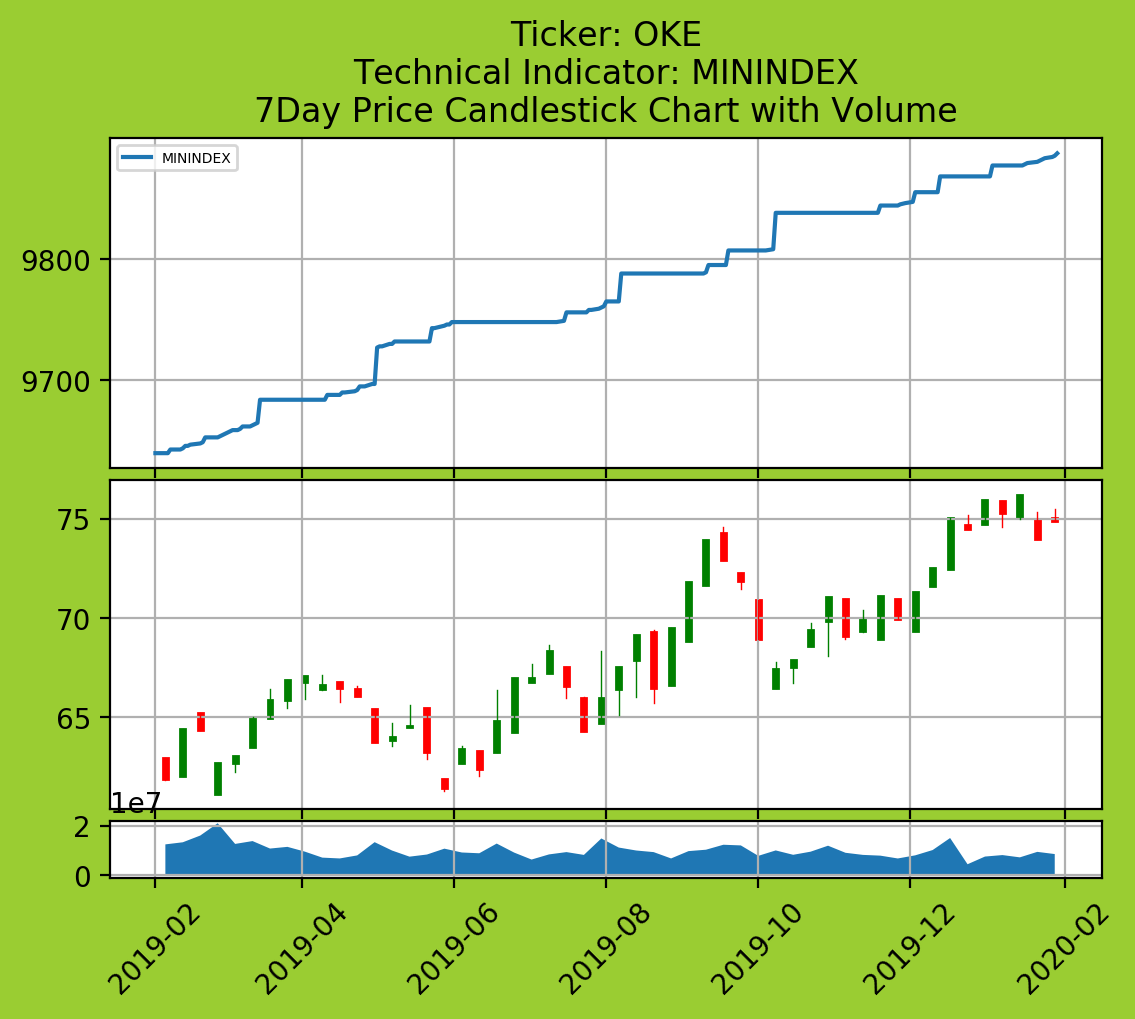 Ticker: OKE
Technical Indicator: MININDEX
7Day Price Candlestick Chart with Volume
MININDEX
9800
9700
75
70
65
1e7
2
0
2019-02
2019-04
2019-06
2019-08
2019-10
2019-12
2020-02